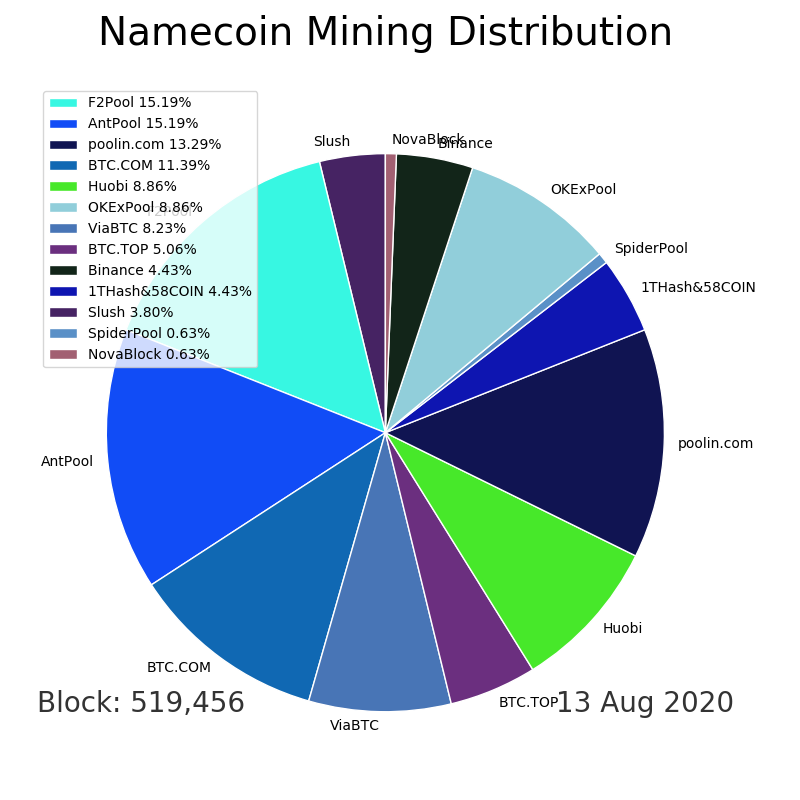 Namecoin Mining Distribution
F2Pool 15.19%
AntPool 15.19%
poolin.com 13.29%
BTC.COM 11.39%
Huobi 8.86%
OKExPool 8.86%
ViaBTC 8.23%
BTC.TOP 5.06%
Binance 4.43%
1THash&58COIN 4.43%
Slush 3.80%
SpiderPool 0.63%
NovaBlock 0.63%
Slush
NovaBlock
Binance
OKExPool
F2Pool
SpiderPool
1THash&58COIN
poolin.com
AntPool
Huobi
BTC.COM
BTC.TOP
ViaBTC
Block: 519,456
13 Aug 2020